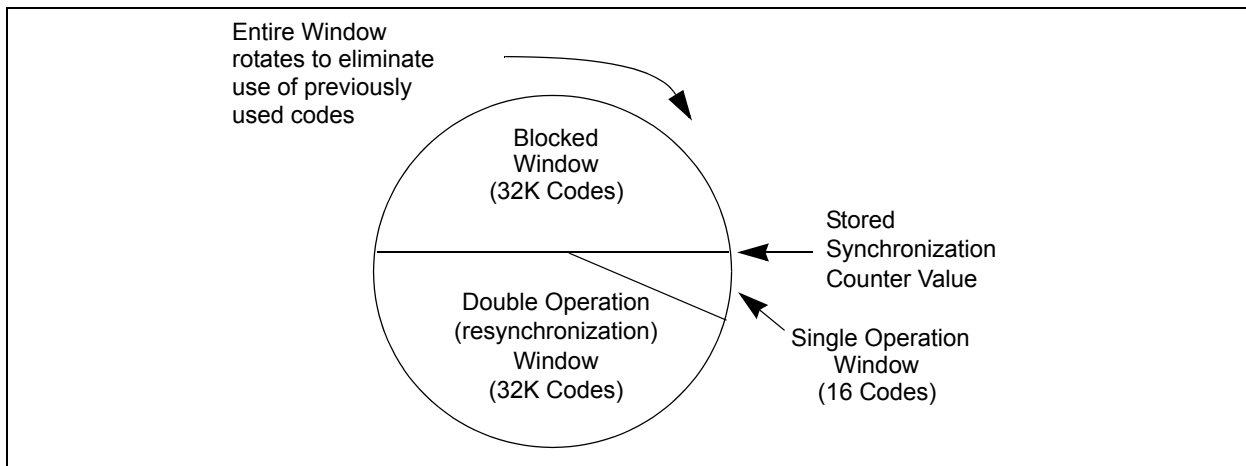 Entire Window
rotates to eliminate
use of previously
used codes
Blocked
Window
(32K Codes)
Stored
Synchronization
Counter Value
Double Operation
(resynchronization)
Window
(32K Codes)
Single Operation
Window
(16 Codes)